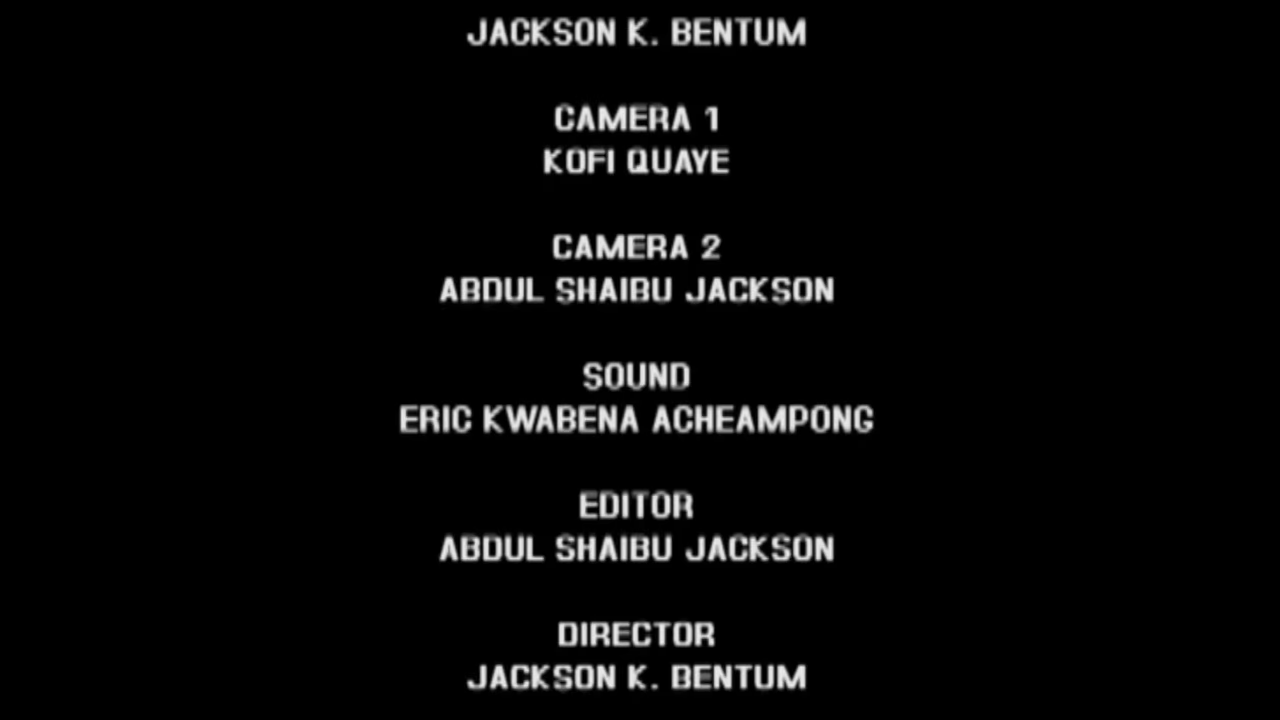 JACKSON K. BENTUM
CAMERA 1
KOFI QUAYE
CAMERA 2
ABDUL SHAIBU JACKSON
SOUND
ERIC KWABENA ACHEAMPONG
EDITOR
ABDUL SHAIBU JACKSON
DIRECTOR
JACKSON K. BENTUM